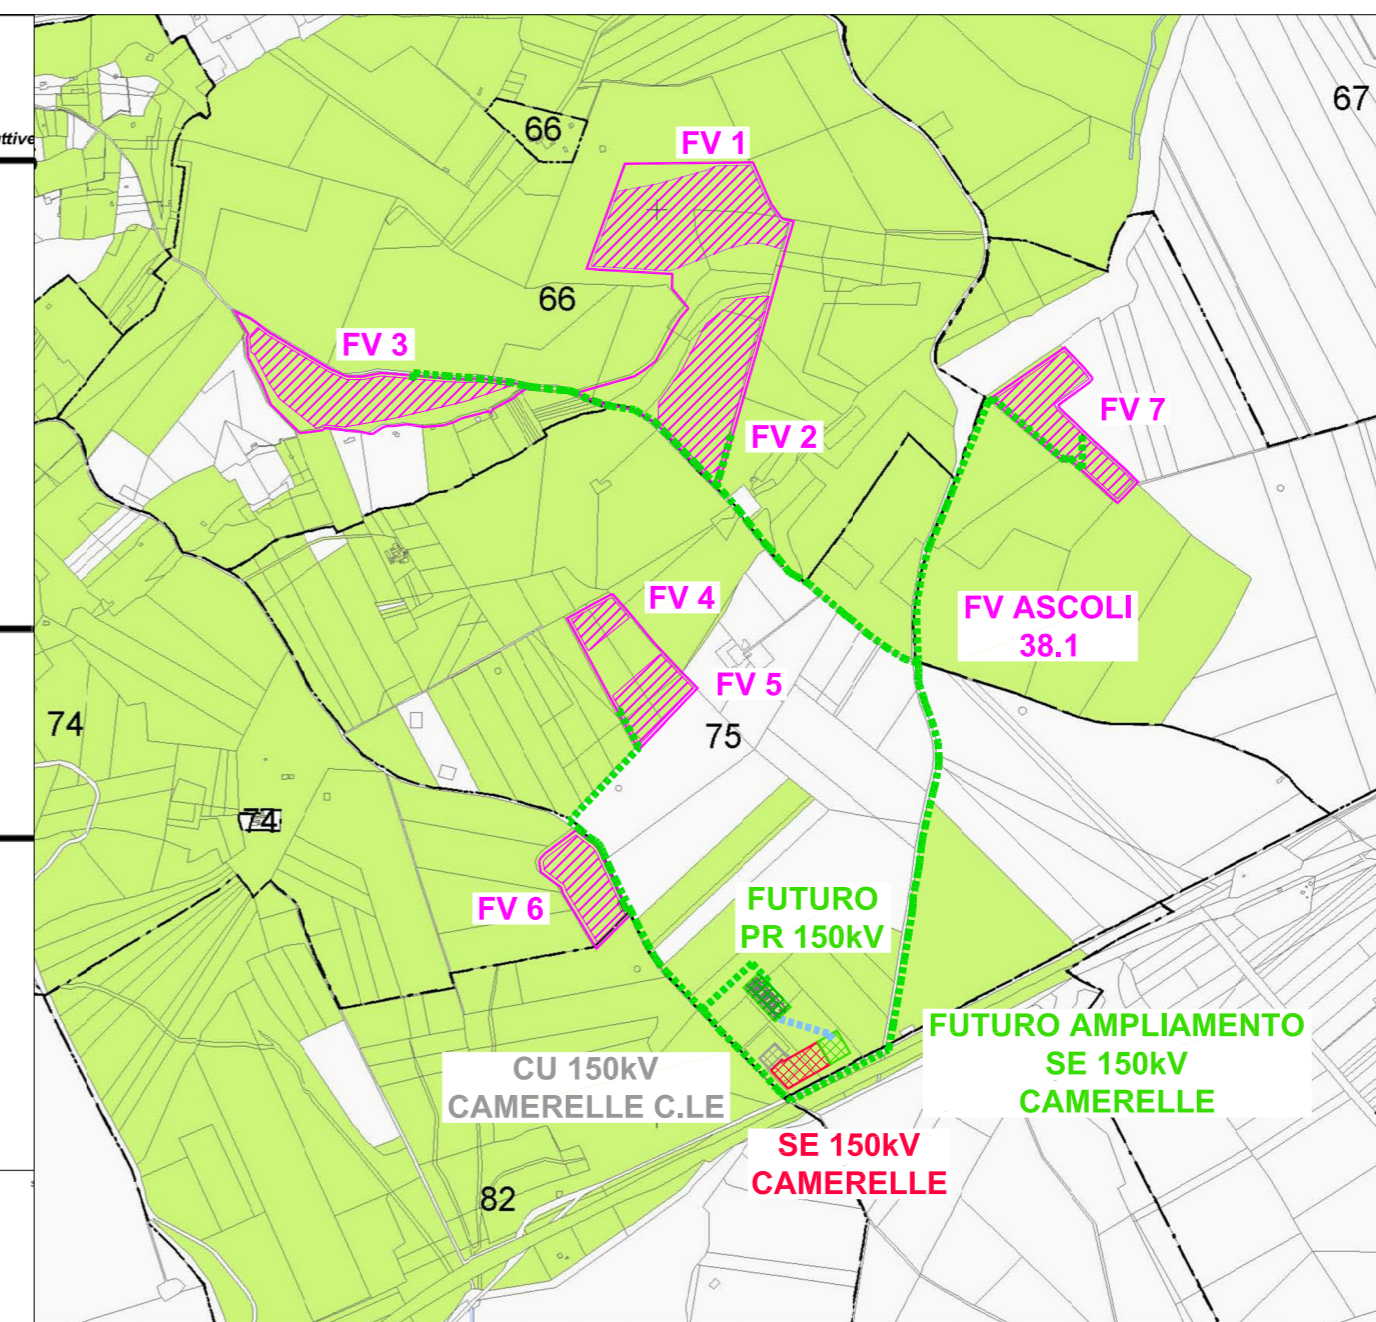 67
ttive
66
FV 1
66
FV 3
FV 7
FV 2
FV 4
FV ASCOLI
38.1
FV 5
74
75
74
FUTURO
PR 150kV
FV 6
FUTURO AMPLIAMENTO
SE 150kV
CAMERELLE
CU 150kV
CAMERELLE C.LE
SE 150kV
CAMERELLE
82